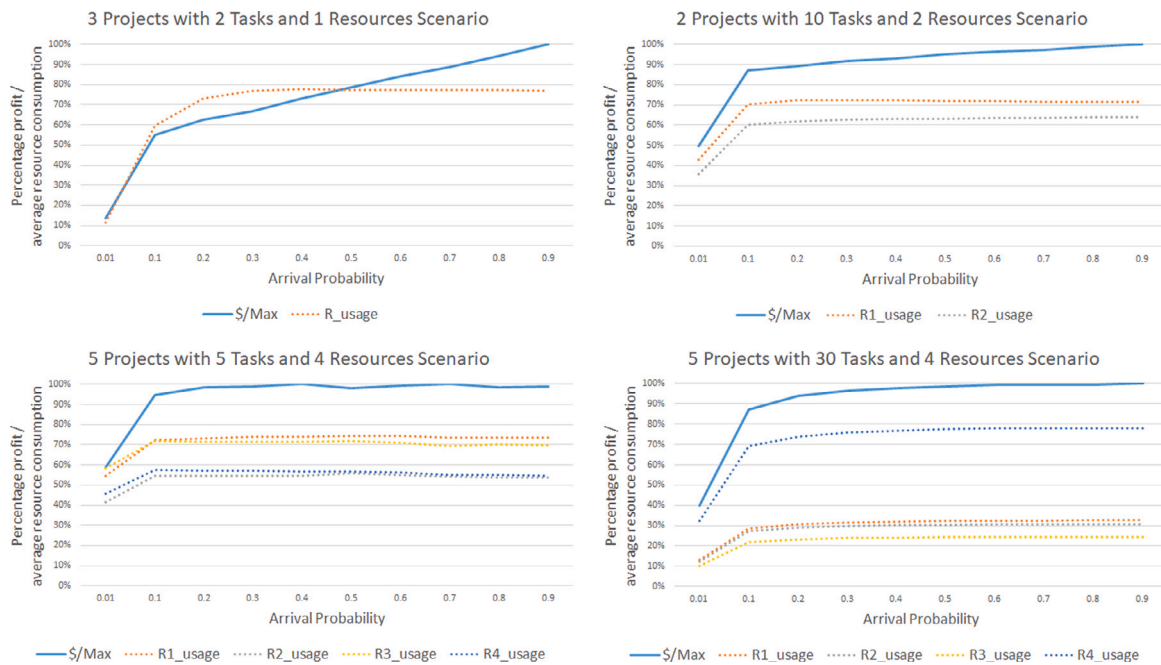 3 Projects with 2 Tasks and 1 Resources Scenario
Percentage profit /
average resource consumption
100%
90%
80%
70%
60%
50%
40%
30%
20%
10%
0%
0.01 0.1 0.2 0.3 0.4 0.5 0.6 0.7 0.8 0.9
Arrival Probability
$/Max R_usage
2 Projects with 10 Tasks and 2 Resources Scenario
Percentage profit /
average resource consumption
100%
90%
80%
70%
60%
50%
40%
30%
20%
10%
0%
0.01 0.1 0.2 0.3 0.4 0.5 0.6 0.7 0.8 0.9
Arrival Probability
$/Max R1_usage R2_usage
5 Projects with 5 Tasks and 4 Resources Scenario
Percentage profit /
average resource consumption
100%
90%
80%
70%
60%
50%
40%
30%
20%
10%
0%
0.01 0.1 0.2 0.3 0.4 0.5 0.6 0.7 0.8 0.9
Arrival Probability
$/Max R1_usage R2_usage R3_usage R4_usage
5 Projects with 30 Tasks and 4 Resources Scenario
Percentage profit /
average resource consumption
100%
90%
80%
70%
60%
50%
40%
30%
20%
10%
0%
0.01 0.1 0.2 0.3 0.4 0.5 0.6 0.7 0.8 0.9
Arrival Probability
$/Max R1_usage R2_usage R3_usage R4_usage